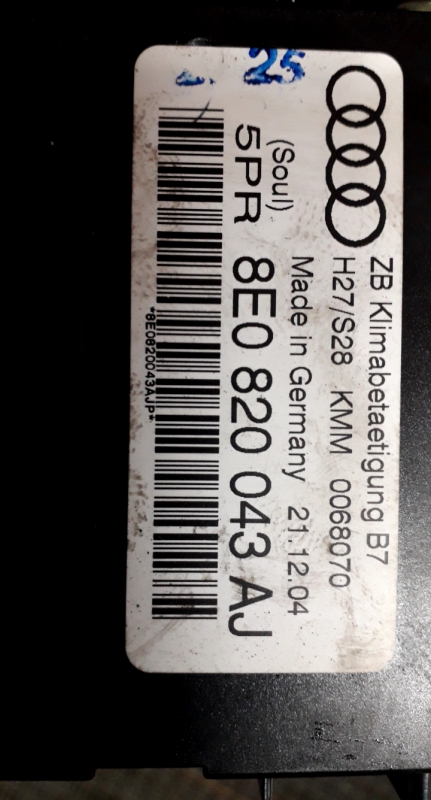 ZB Klimabetaetigung B7
H27/S28 KMM 0068070
Made in Germany 21.12.04
(Soul)
5PR 8E0 820 043 AJ
*8E0820043AJP*
25